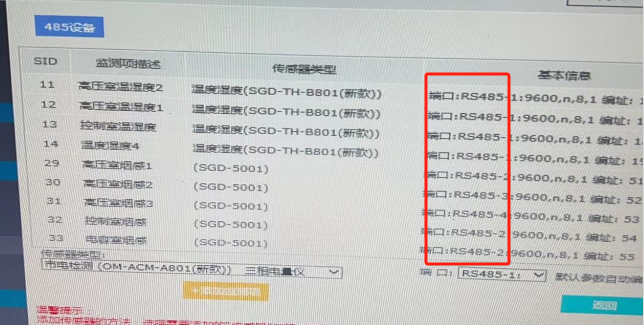 485设备
SID 监测项描述 传感器类型 基本信息
11 高压室温湿度2 温度湿度(SGD-TH-B801(新款)) 端口:RS485-1:9600,n,8,1 编址:
12 高压室温湿度1 温度湿度(SGD-TH-B801(新款)) 端口:RS485-1:9600,n,8,1 编址:
13 控制室温湿度 温度湿度(SGD-TH-B801(新款)) 端口:RS485-1:9600,n,8,1 编址:
14 温度湿度4 温度湿度(SGD-TH-B801(新款)) 端口:RS485-1:9600,n,8,1 编址:
29 高压室烟感1 (SGD-5001) 端口:RS485-2:9600,n,8,1 编址: 51
30 高压室烟感2 (SGD-5001) 端口:RS485-3:9600,n,8,1 编址: 52
31 高压室烟感3 (SGD-5001) 端口:RS485-4:9600,n,8,1 编址: 53
32 控制室烟感 (SGD-5001) 端口:RS485-2:9600,n,8,1 编址: 54
33 电容室烟感 (SGD-5001) 端口:RS485-2:9600,n,8,1 编址: 55
传感器类型:
市电检测 (OM-ACM-A801(新款)) 三相电量仪 端 口: RS485-1: 默认参数自动编
返回
温馨提示:
添加传感器的方法: